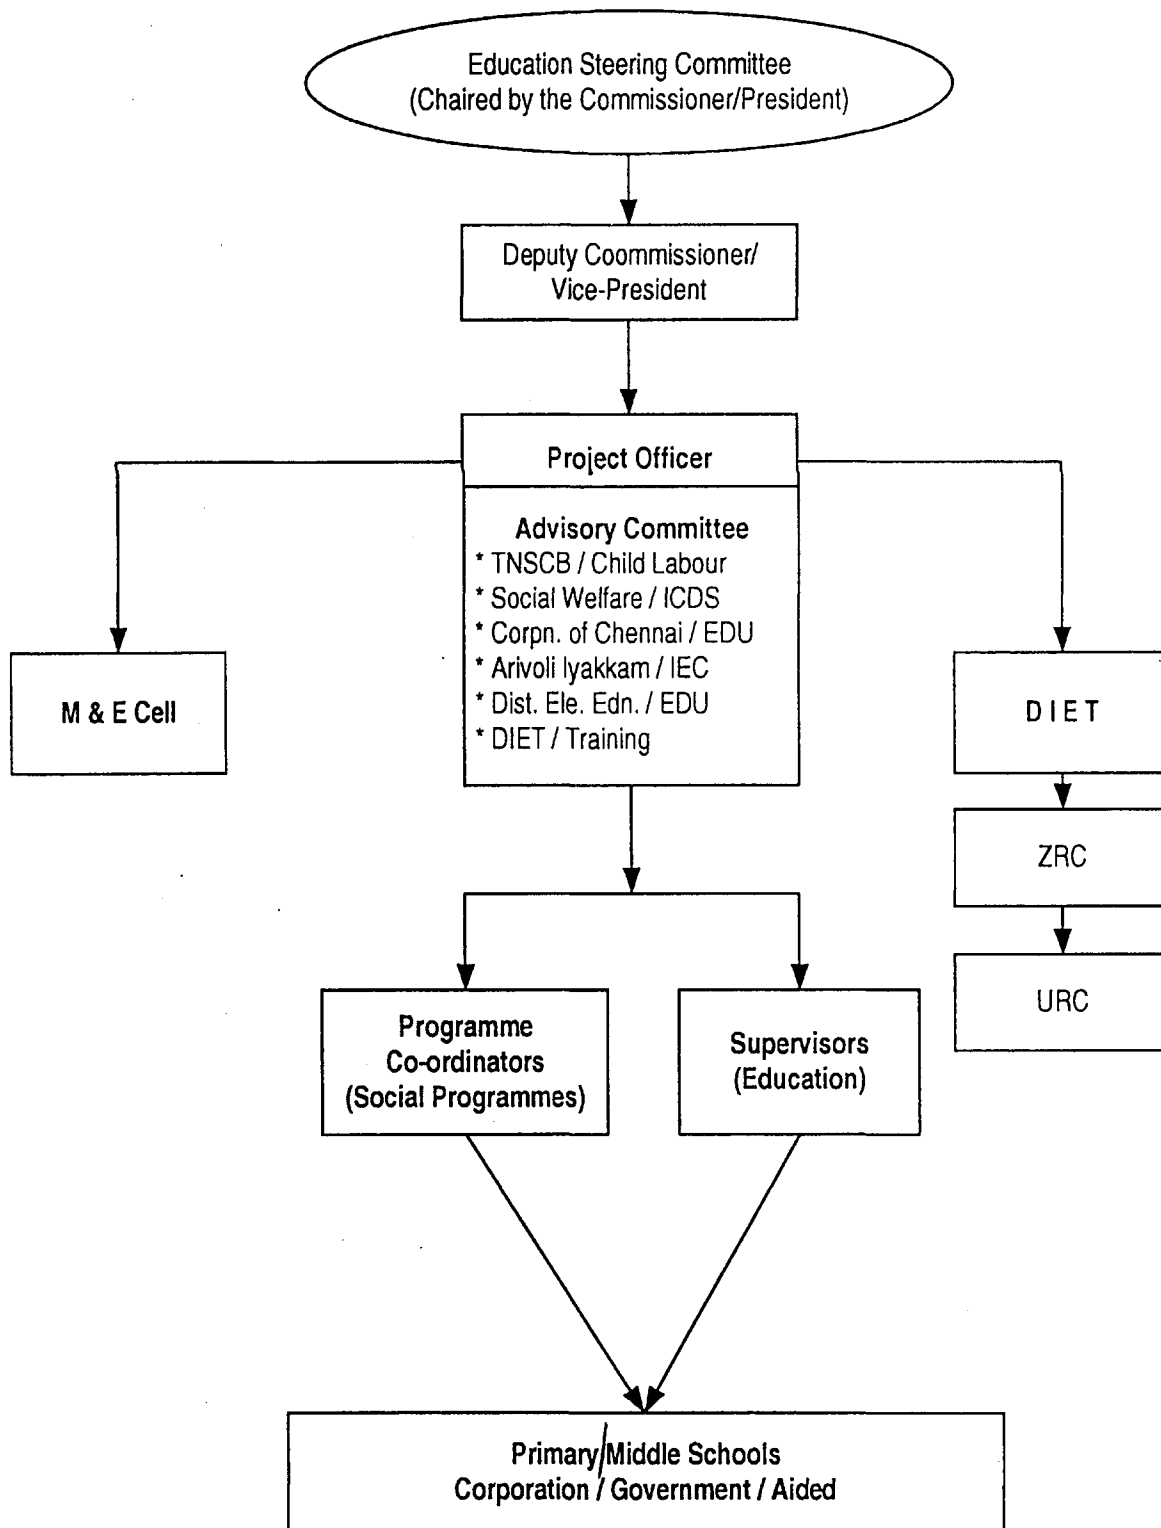 Education Steering Committee
(Chaired by the Commissioner/President)
Deputy Coommissioner/
Vice-President
Project Officer
Advisory Committee
* TNSCB / Child Labour
* Social Welfare / ICDS
* Corpn. of Chennai / EDU
* Arivoli Iyakkam / IEC
* Dist. Ele. Edn. / EDU
* DIET / Training
M & E Cell
D I E T
ZRC
URC
Programme
Co-ordinators
(Social Programmes)
Supervisors
(Education)
Primary/Middle Schools
Corporation / Government / Aided